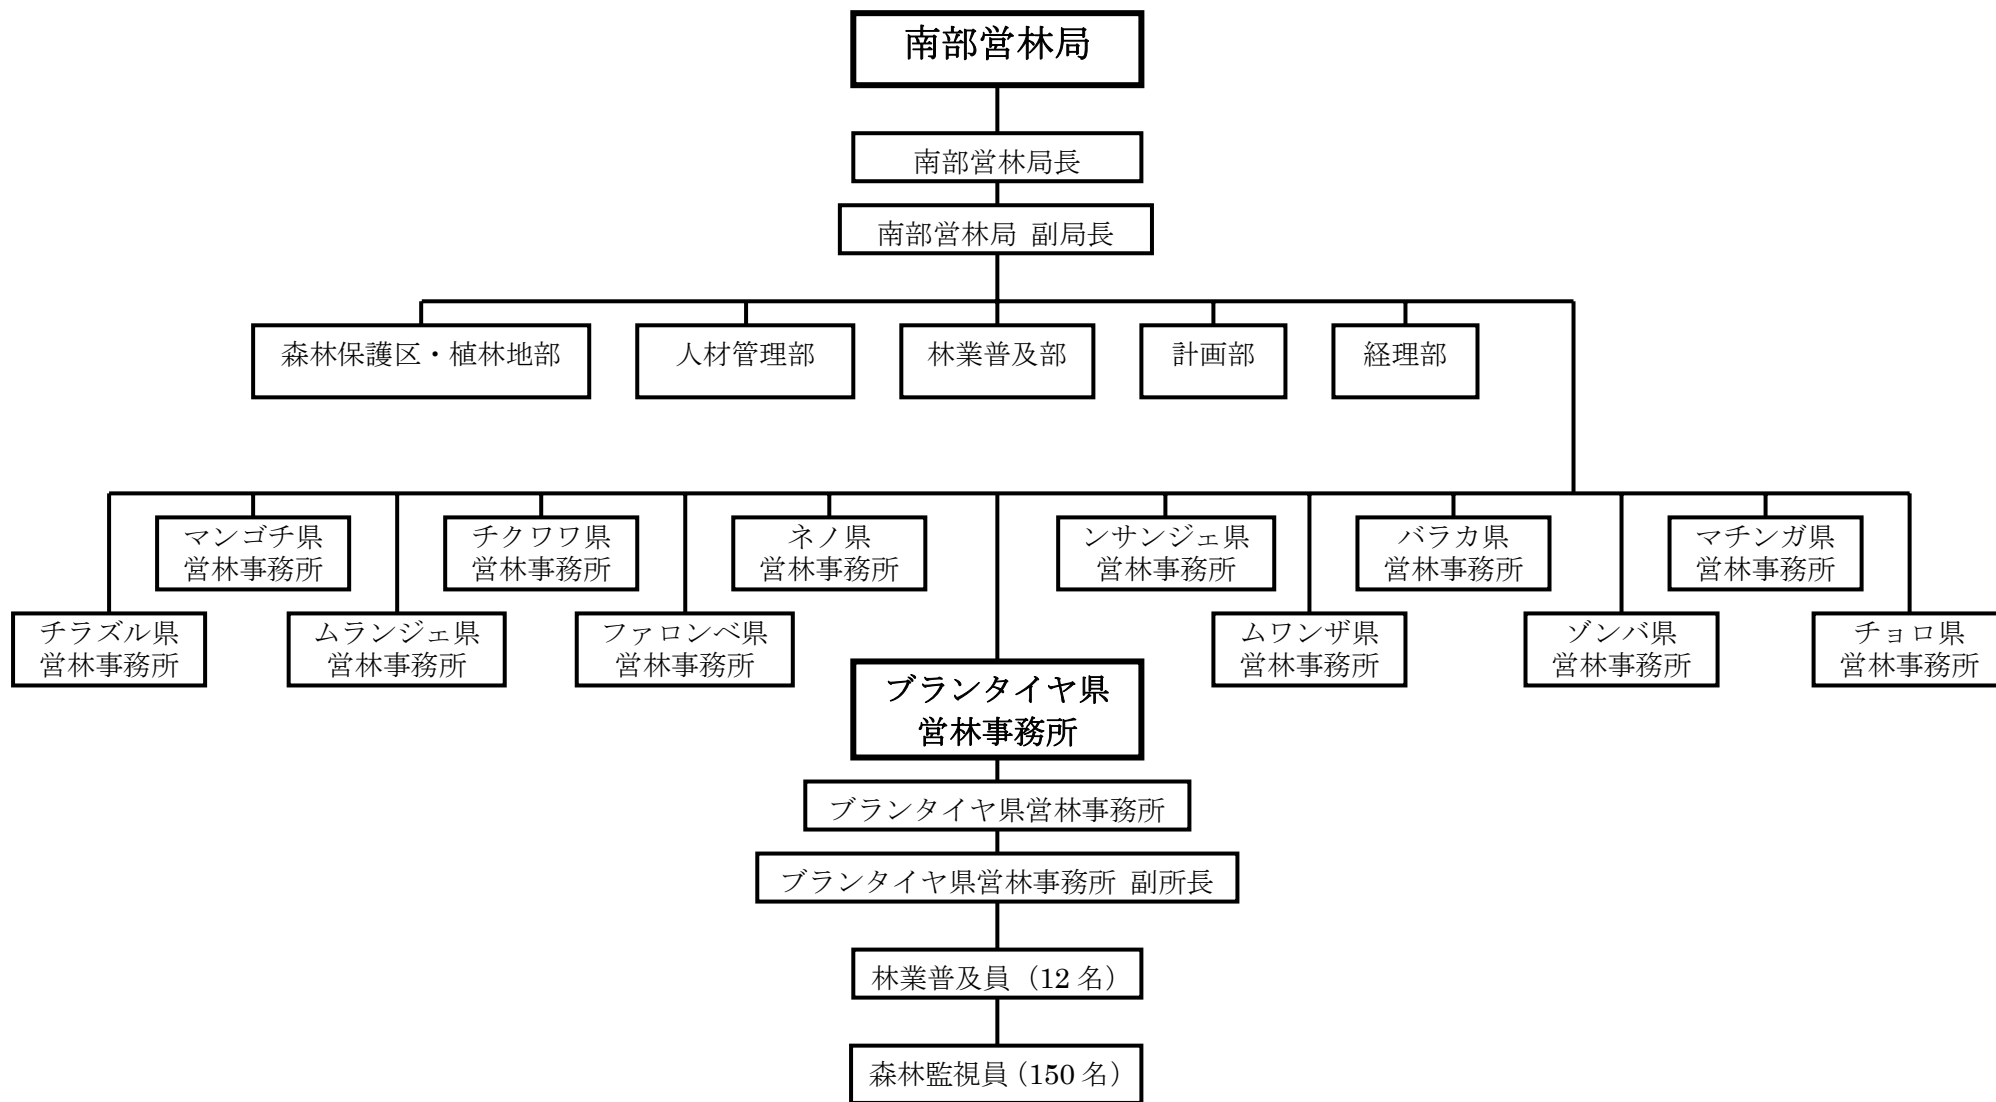 南部営林局
南部営林局長
南部営林局 副局長
森林保護区・植林地部
人材管理部
林業普及部
計画部
経理部
マンゴチ県
営林事務所
チクワワ県
営林事務所
ネノ県
営林事務所
ンサンジェ県
営林事務所
バラカ県
営林事務所
マチンガ県
営林事務所
チラズル県
営林事務所
ムランジェ県
営林事務所
ファロンベ県
営林事務所
ムワンザ県
営林事務所
ゾンバ県
営林事務所
チョロ県
営林事務所
ブランタイヤ県
営林事務所
ブランタイヤ県営林事務所
ブランタイヤ県営林事務所 副所長
林業普及員（12 名）
森林監視員（150 名）